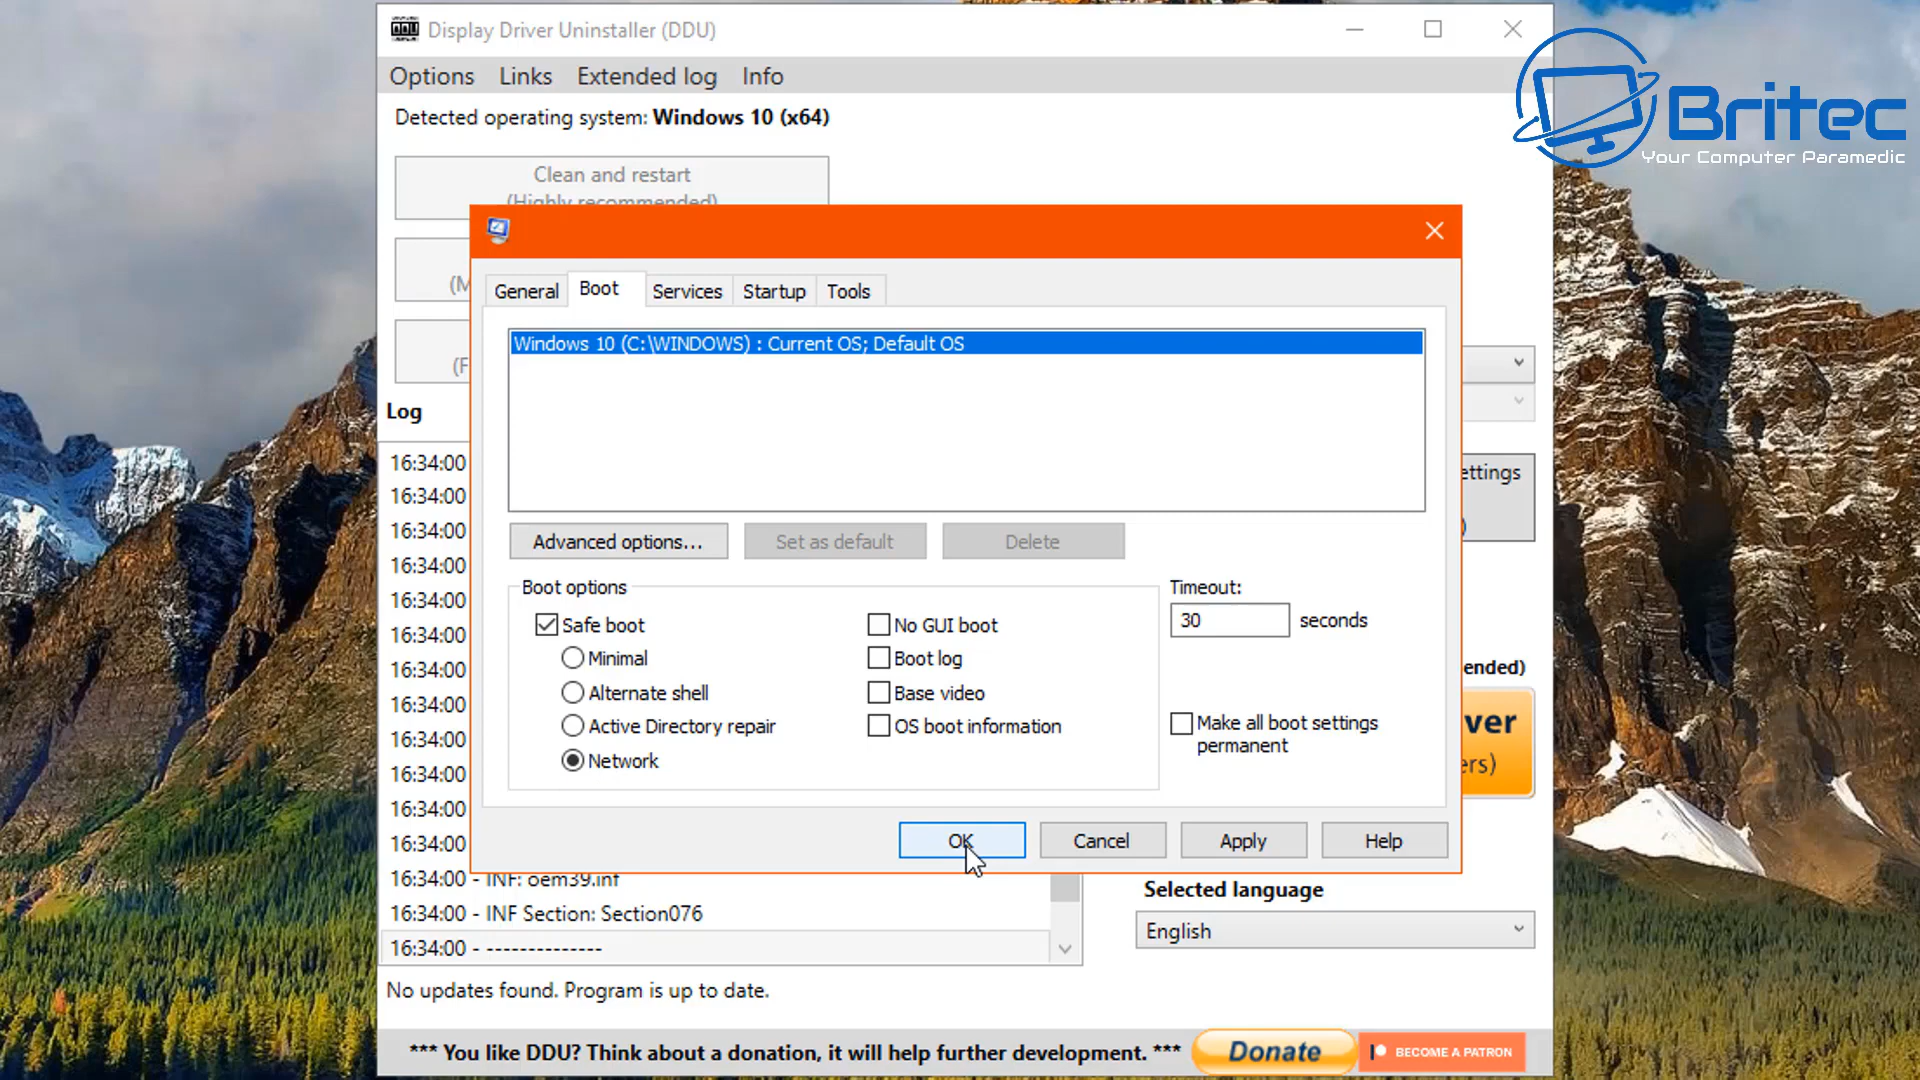 Display Driver Uninstaller (DDU)
Options Links Extended log Info
Detected operating system: Windows 10 (x64)
Britec
Your Computer Paramedic
Clean and restart
(Highly recommended)
General Boot Services Startup Tools
Windows 10 (C:\WINDOWS) : Current OS; Default OS
Log
16:34:00
16:34:00
16:34:00
16:34:00
16:34:00
16:34:00
16:34:00
16:34:00
16:34:00
16:34:00
16:34:00
16:34:00
ettings
Advanced options... Set as default Delete
Boot options
Safe boot
Minimal
Alternate shell
Active Directory repair
Network
No GUI boot
Boot log
Base video
OS boot information
Timeout:
30 seconds
Make all boot settings
permanent
ended)
ver
ers)
OK Cancel Apply Help
16:34:00 - INF: oem39.inf
16:34:00 - INF Section: Section076
16:34:00 - --------------
Selected language
English
No updates found. Program is up to date.
*** You like DDU? Think about a donation, it will help further development. *** Donate BECOME A PATRON